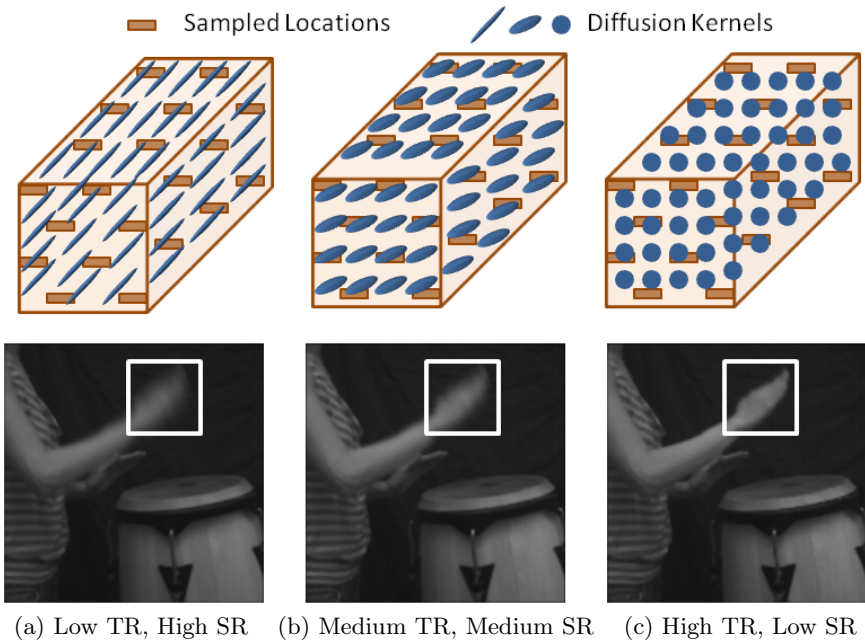 Sampled Locations Diffusion Kernels
(a) Low TR, High SR (b) Medium TR, Medium SR (c) High TR, Low SR